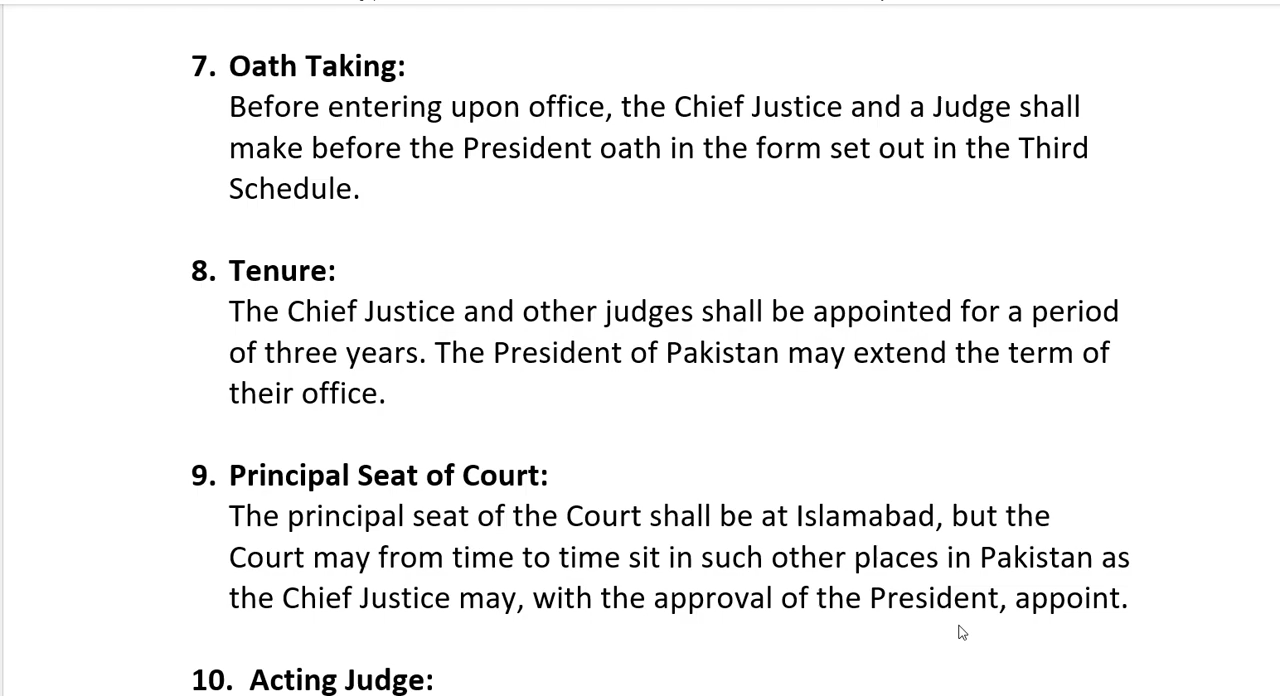 7. Oath Taking:
Before entering upon office, the Chief Justice and a Judge shall
make before the President oath in the form set out in the Third
Schedule.
8. Tenure:
The Chief Justice and other judges shall be appointed for a period
of three years. The President of Pakistan may extend the term of
their office.
9. Principal Seat of Court:
The principal seat of the Court shall be at Islamabad, but the
Court may from time to time sit in such other places in Pakistan as
the Chief Justice may, with the approval of the President, appoint.
10. Acting Judge: